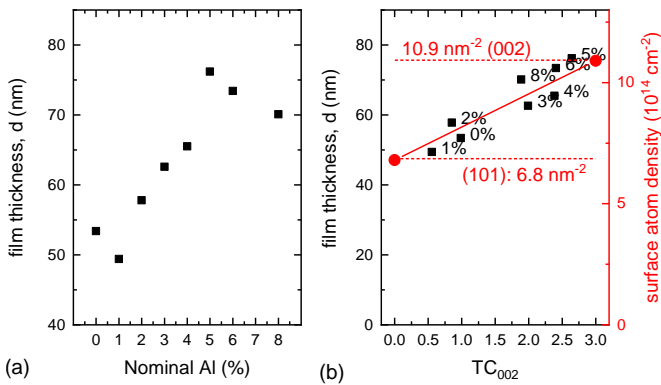 film thickness, d (nm)
80
70
60
50
40
0 1 2 3 4 5 6 7 8
Nominal Al (%)
(a)
film thickness, d (nm)
80
60
40
20
0
10.9 nm⁻² (002)
5%
6%
8%
4%
3%
2%
0%
1%
(101): 6.8 nm⁻²
0.0 0.5 1.0 1.5 2.0 2.5 3.0
TC₀₀₂
(b)
10
5
0
surface atom density (10¹⁴ cm⁻²)